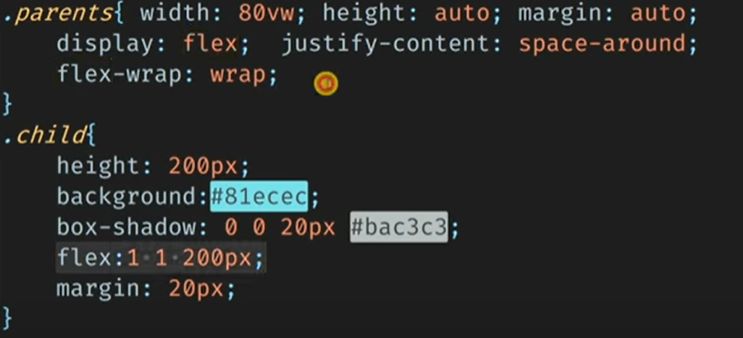 .parents{ width: 80vw; height: auto; margin: auto;
display: flex; justify-content: space-around;
flex-wrap: wrap;
}
.child{
height: 200px;
background:#81ecec;
box-shadow: 0 0 20px #bac3c3;
flex:1 1 200px;
margin: 20px;
}